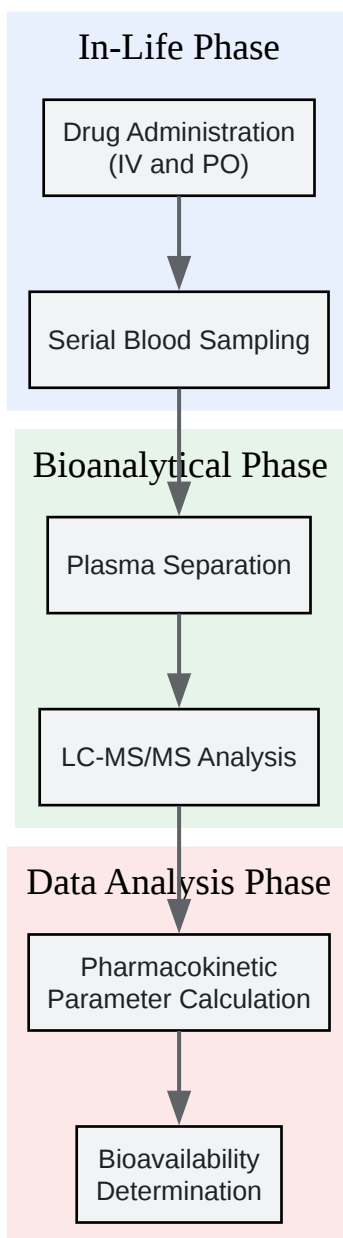 In-Life Phase
Drug Administration
(IV and PO)
Serial Blood Sampling
Bioanalytical Phase
Plasma Separation
LC-MS/MS Analysis
Data Analysis Phase
Pharmacokinetic
Parameter Calculation
Bioavailability
Determination